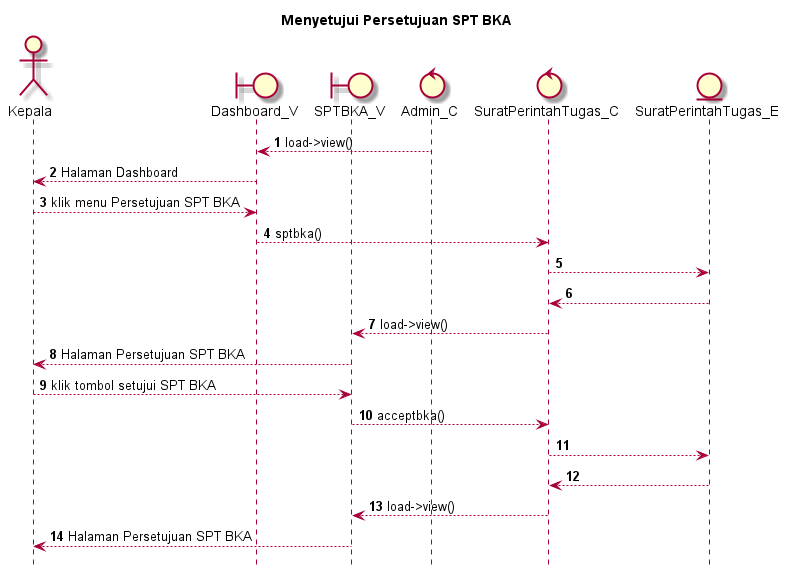 Menyetujui Persetujuan SPT BKA
Kepala Dashboard_V SPTBKA_V Admin_C SuratPerintahTugas_C SuratPerintahTugas_E
1 load->view()
2 Halaman Dashboard
3 klik menu Persetujuan SPT BKA
4 sptbka()
5
6
7 load->view()
8 Halaman Persetujuan SPT BKA
9 klik tombol setujui SPT BKA
10 acceptbka()
11
12
13 load->view()
14 Halaman Persetujuan SPT BKA